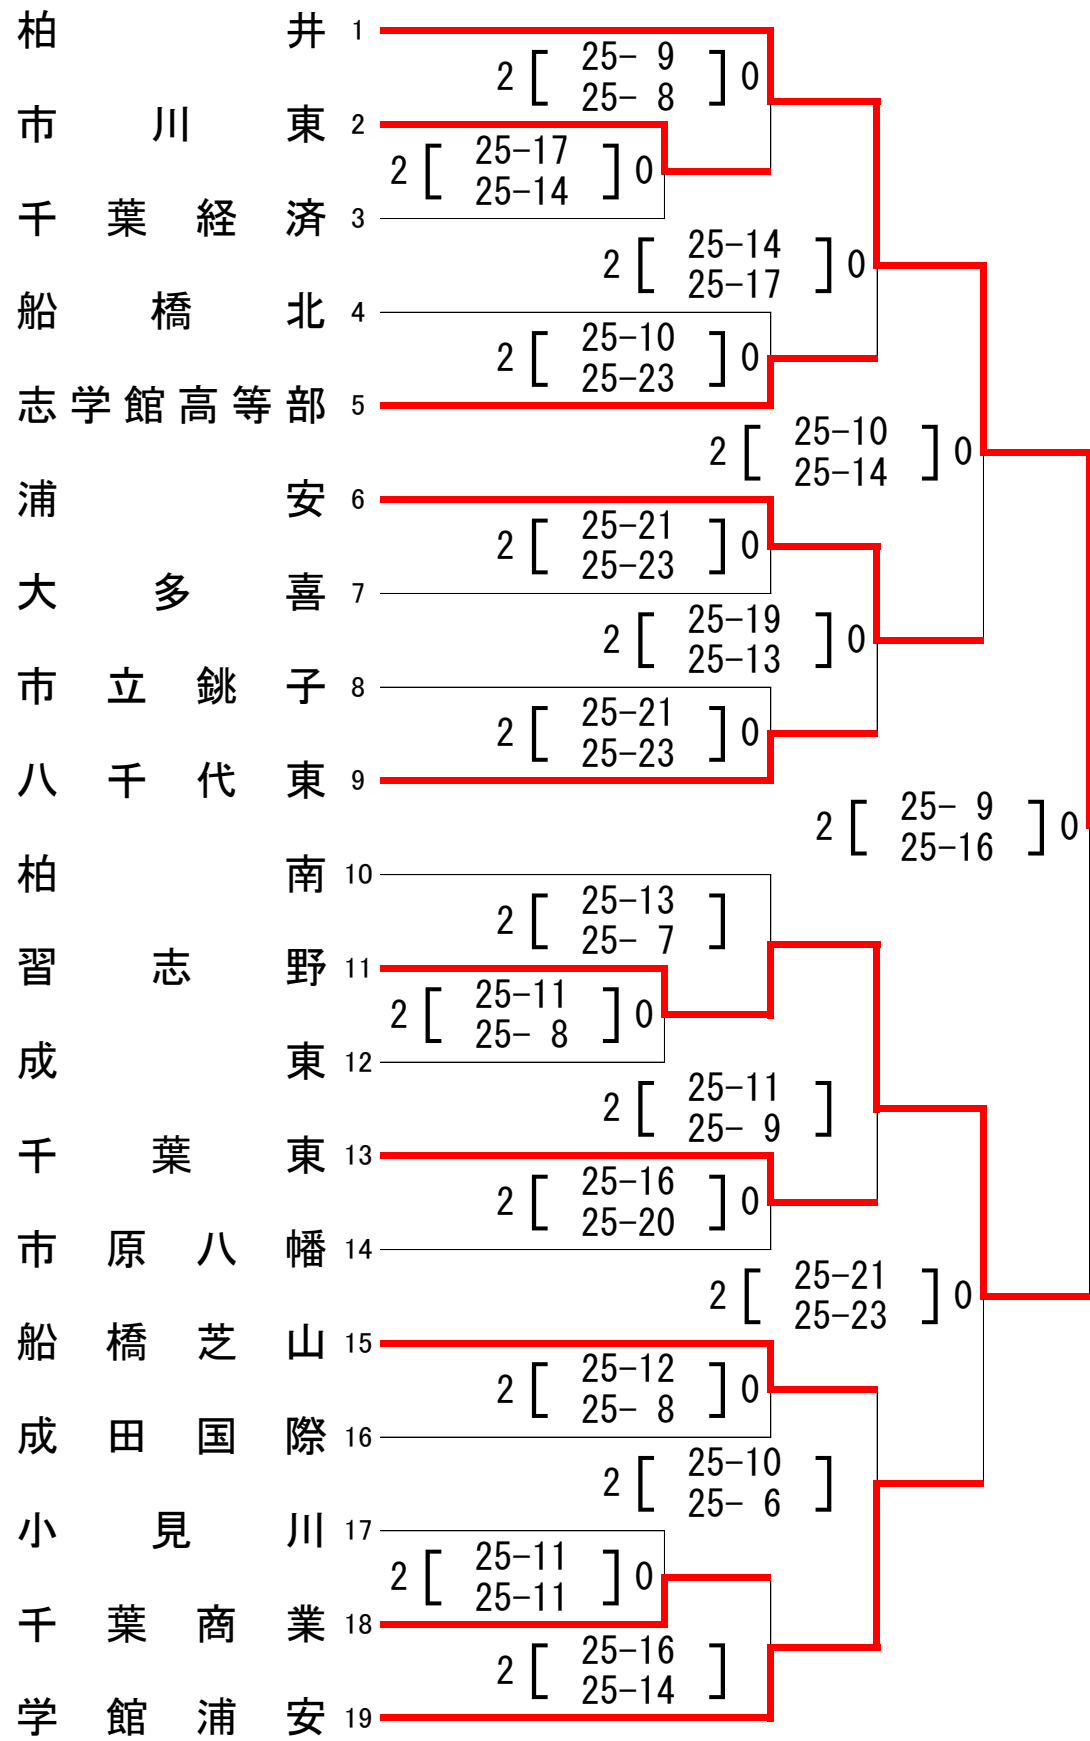 柏井 1
25- 9
2 [ ] 0
25- 8
市川東 2
25-17
2 [ ] 0
25-14
千葉経済 3
25-14
2 [ ] 0
25-17
船橋北 4
25-10
2 [ ] 0
25-23
志学館高等部 5
25-10
2 [ ] 0
25-14
浦安 6
25-21
2 [ ] 0
25-23
大多喜 7
25-19
2 [ ] 0
25-13
市立銚子 8
25-21
2 [ ] 0
25-23
八千代東 9
25- 9
2 [ ] 0
25-16
柏南 10
25-13
2 [ ]
25- 7
習志野 11
25-11
2 [ ] 0
25- 8
成東 12
25-11
2 [ ]
25- 9
千葉東 13
25-16
2 [ ] 0
25-20
市原八幡 14
25-21
2 [ ] 0
25-23
船橋芝山 15
25-12
2 [ ] 0
25- 8
成田国際 16
25-10
2 [ ]
25- 6
小見川 17
25-11
2 [ ] 0
25-11
千葉商業 18
25-16
2 [ ]
25-14
学館浦安 19